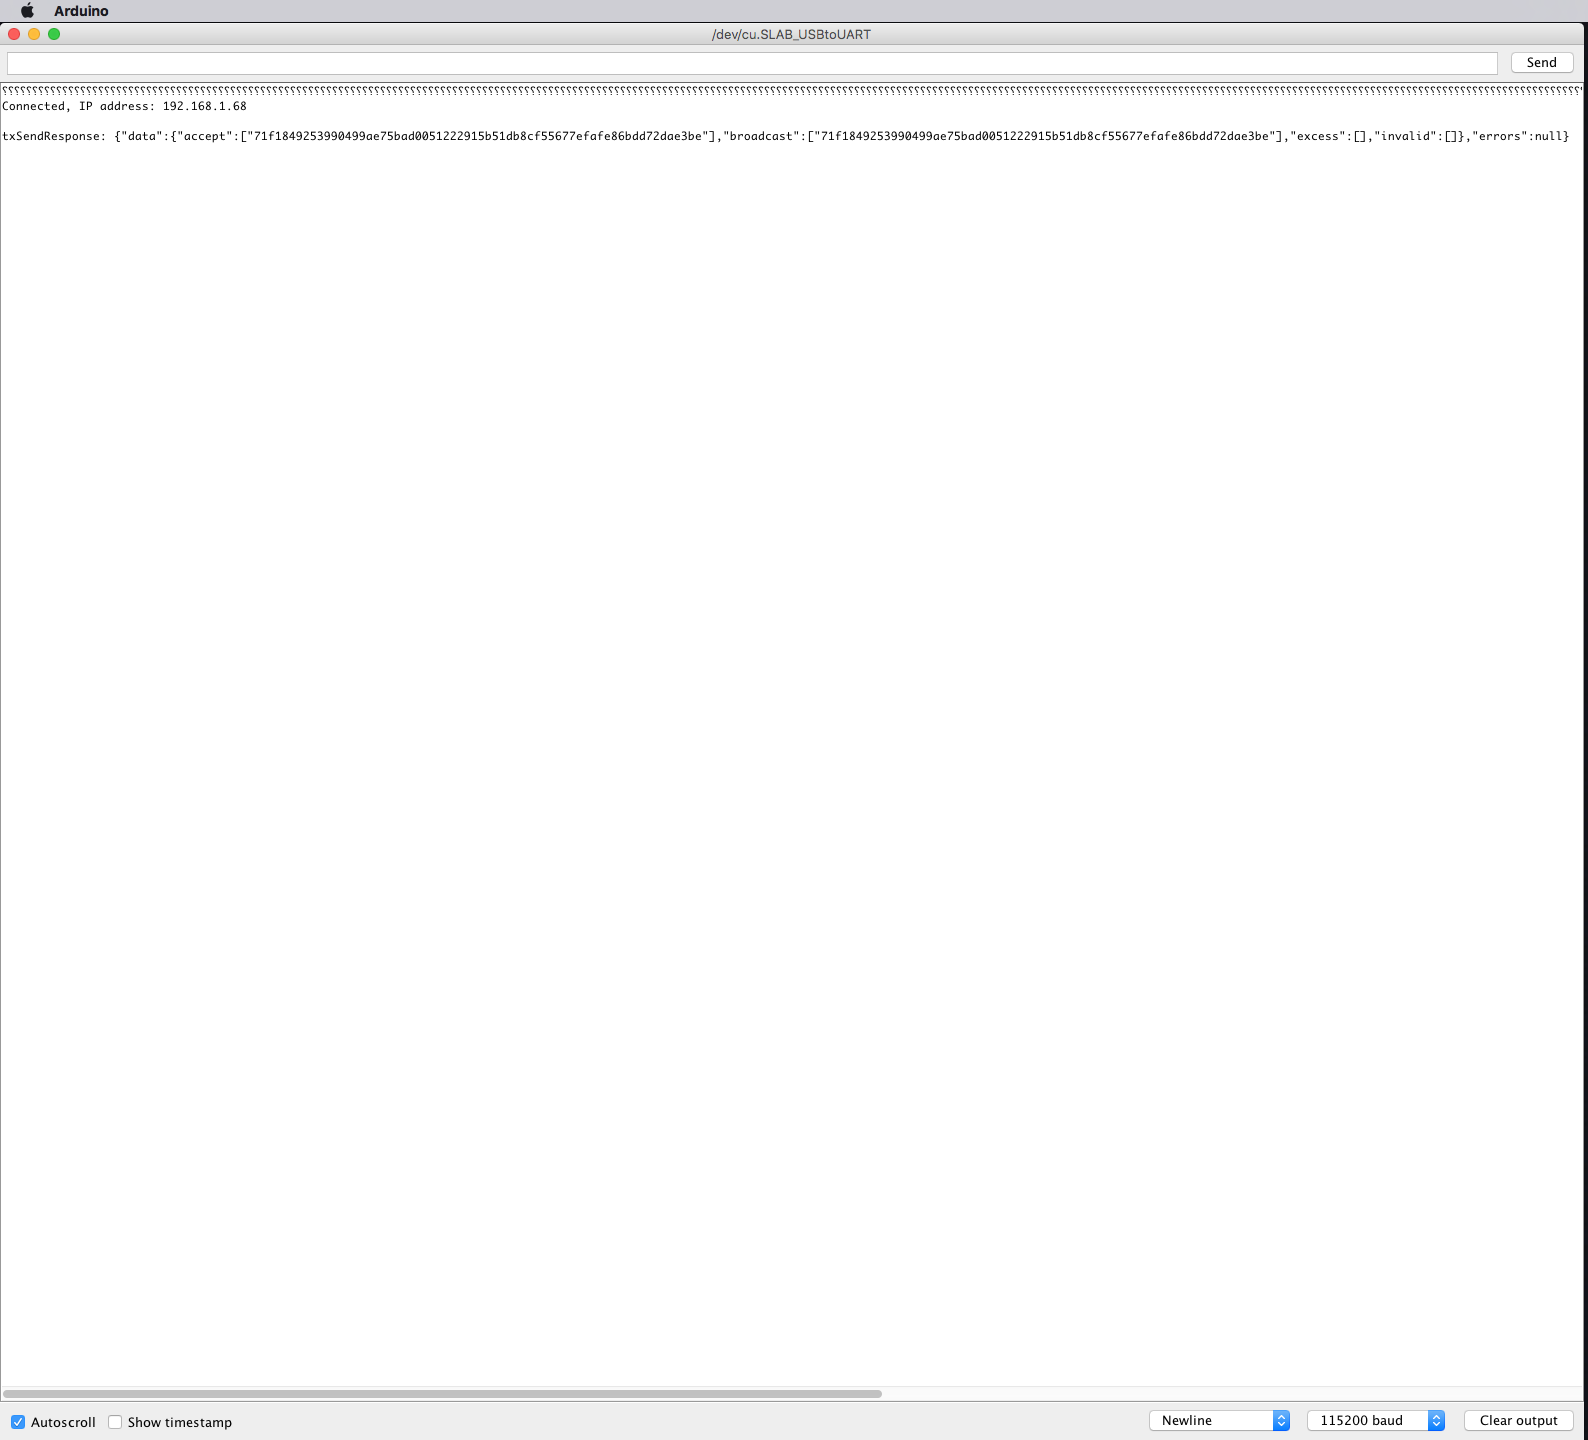 Arduino
/dev/cu.SLAB_USBtoUART
Send
Connected, IP address: 192.168.1.68
txSendResponse: {"data":{"accept":["71f1849253990499ae75bad0051222915b51db8cf55677efafe86bdd72dae3be"],"broadcast":["71f1849253990499ae75bad0051222915b51db8cf55677efafe86bdd72dae3be"],"excess":[],"invalid":[]},"errors":null}
Autoscroll
Show timestamp
Newline
115200 baud
Clear output